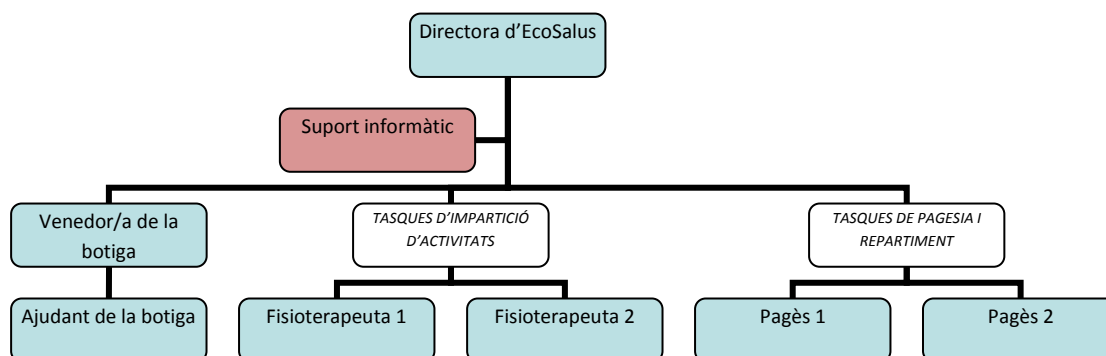 Directora d’EcoSalus
Suport informàtic
Venedor/a de la
botiga
TASQUES D’IMPARTICIÓ
D’ACTIVITATS
TASQUES DE PAGESIA I
REPARTIMENT
Ajudant de la botiga
Fisioterapeuta 1
Fisioterapeuta 2
Pagès 1
Pagès 2